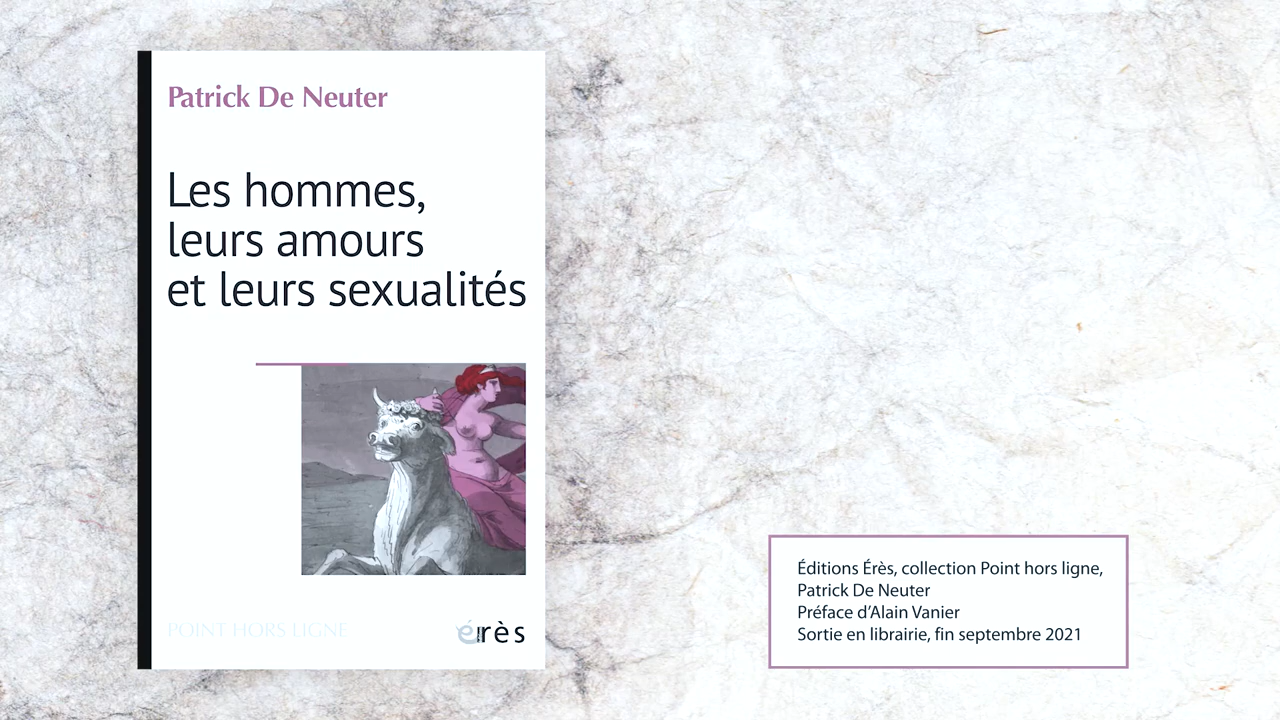 Patrick De Neuter
Les hommes,
leurs amours
et leurs sexualités
POINT HORS LIGNE
érès
Éditions Érès, collection Point hors ligne,
Patrick De Neuter
Préface d’Alain Vanier
Sortie en librairie, fin septembre 2021